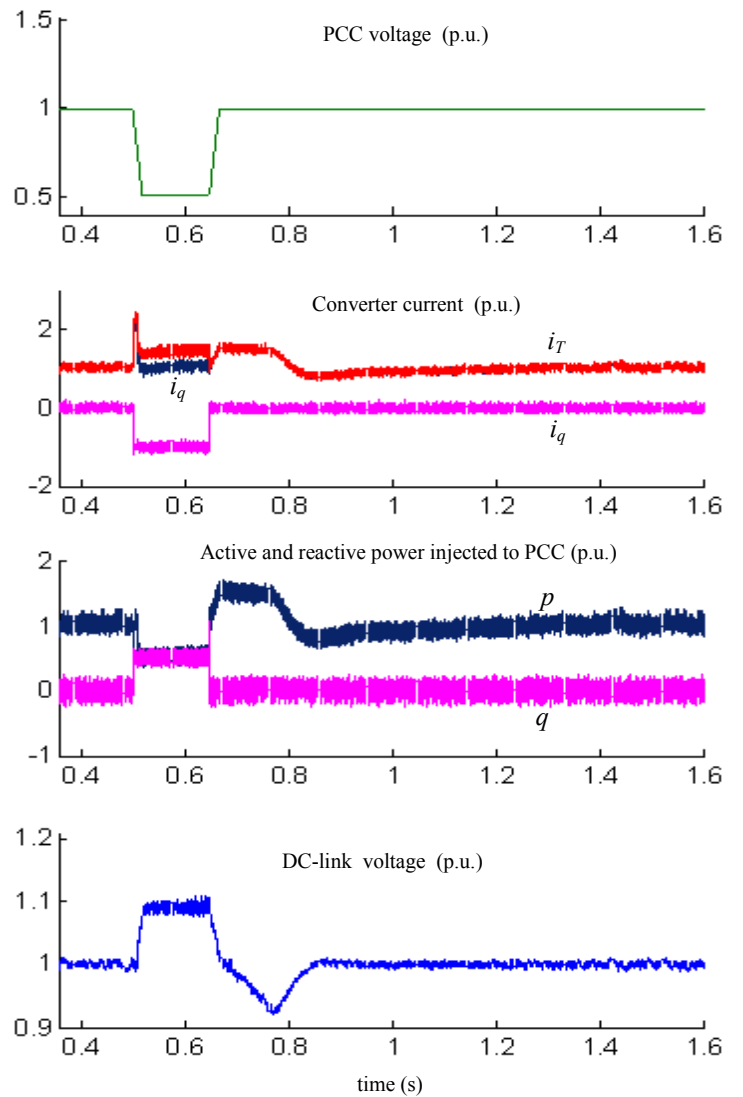 1.5
PCC voltage (p.u.)
1
0.5
0.4 0.6 0.8 1 1.2 1.4 1.6
Converter current (p.u.)
2
i_T
i_q
0
i_q
-2
0.4 0.6 0.8 1 1.2 1.4 1.6
Active and reactive power injected to PCC (p.u.)
2
p
1
0
q
-1
0.4 0.6 0.8 1 1.2 1.4 1.6
1.2
DC-link voltage (p.u.)
1.1
1
0.9
0.4 0.6 0.8 1 1.2 1.4 1.6
time (s)